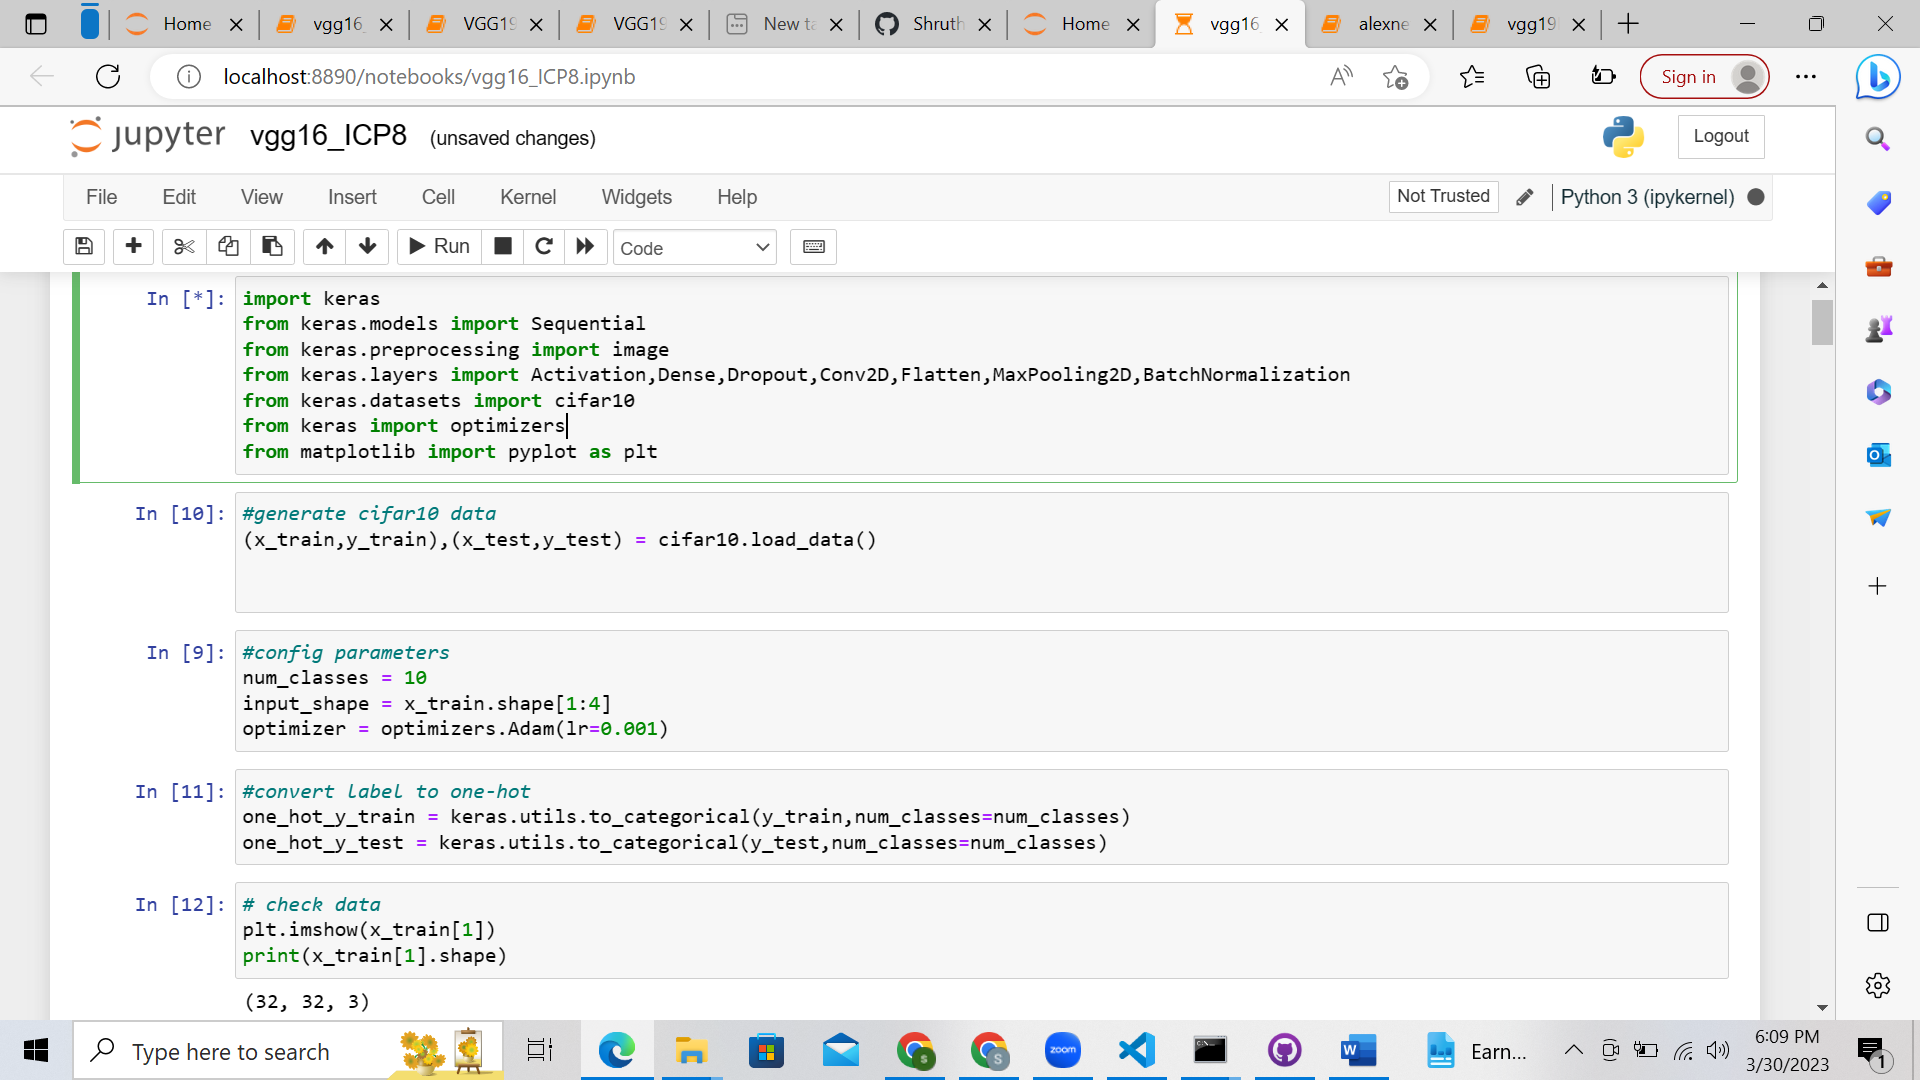 Home
vgg16_
VGG19
VGG19
New ta
Shruth
Home
vgg16_
alexne
vgg19
localhost:8890/notebooks/vgg16_ICP8.ipynb
Sign in
jupyter vgg16_ICP8 (unsaved changes)
Logout
File Edit View Insert Cell Kernel Widgets Help
Not Trusted
Python 3 (ipykernel)
Run
Code
In [*]:
import keras
from keras.models import Sequential
from keras.preprocessing import image
from keras.layers import Activation,Dense,Dropout,Conv2D,Flatten,MaxPooling2D,BatchNormalization
from keras.datasets import cifar10
from keras import optimizers
from matplotlib import pyplot as plt
In [10]:
#generate cifar10 data
(x_train,y_train),(x_test,y_test) = cifar10.load_data()
In [9]:
#config parameters
num_classes = 10
input_shape = x_train.shape[1:4]
optimizer = optimizers.Adam(lr=0.001)
In [11]:
#convert label to one-hot
one_hot_y_train = keras.utils.to_categorical(y_train,num_classes=num_classes)
one_hot_y_test = keras.utils.to_categorical(y_test,num_classes=num_classes)
In [12]:
# check data
plt.imshow(x_train[1])
print(x_train[1].shape)
(32, 32, 3)
Type here to search
zoom
Earn...
6:09 PM
3/30/2023
1